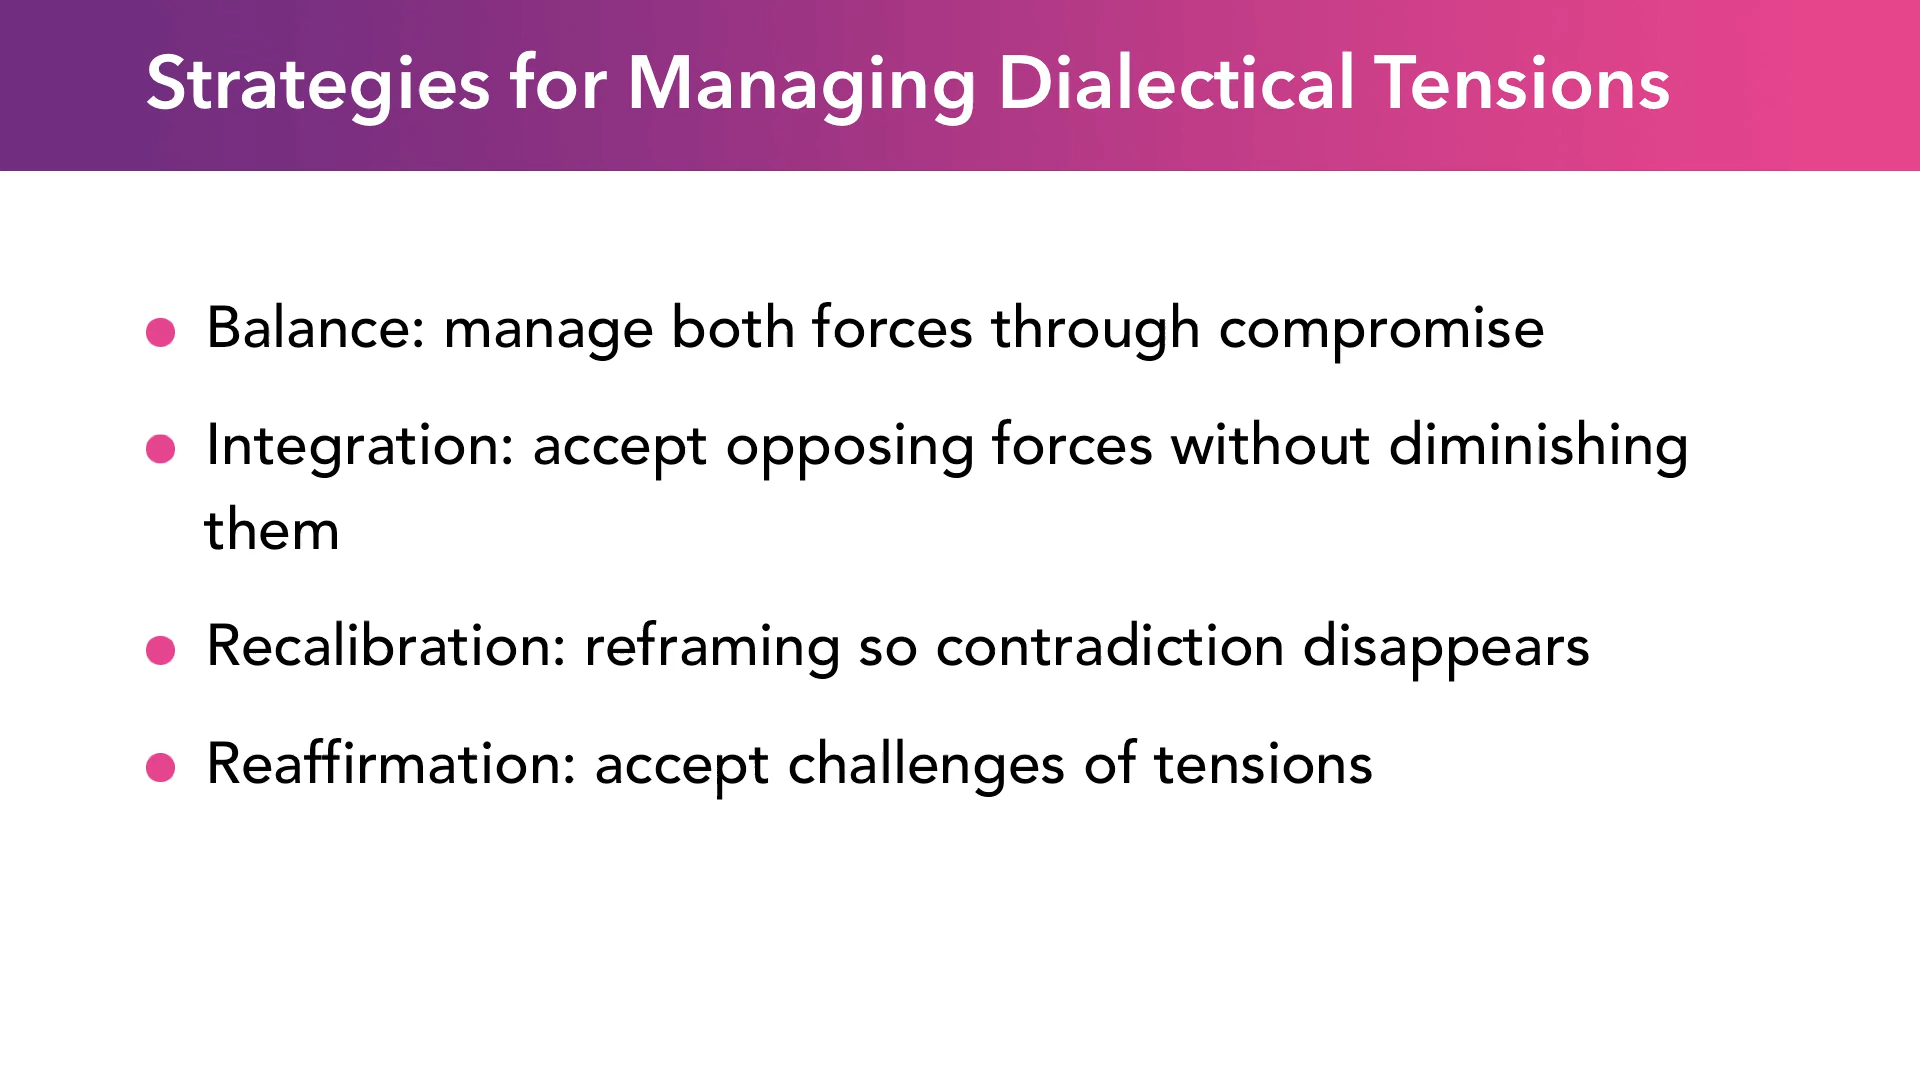 Strategies for Managing Dialectical Tensions
• Balance: manage both forces through compromise
• Integration: accept opposing forces without diminishing
them
• Recalibration: reframing so contradiction disappears
• Reaffirmation: accept challenges of tensions